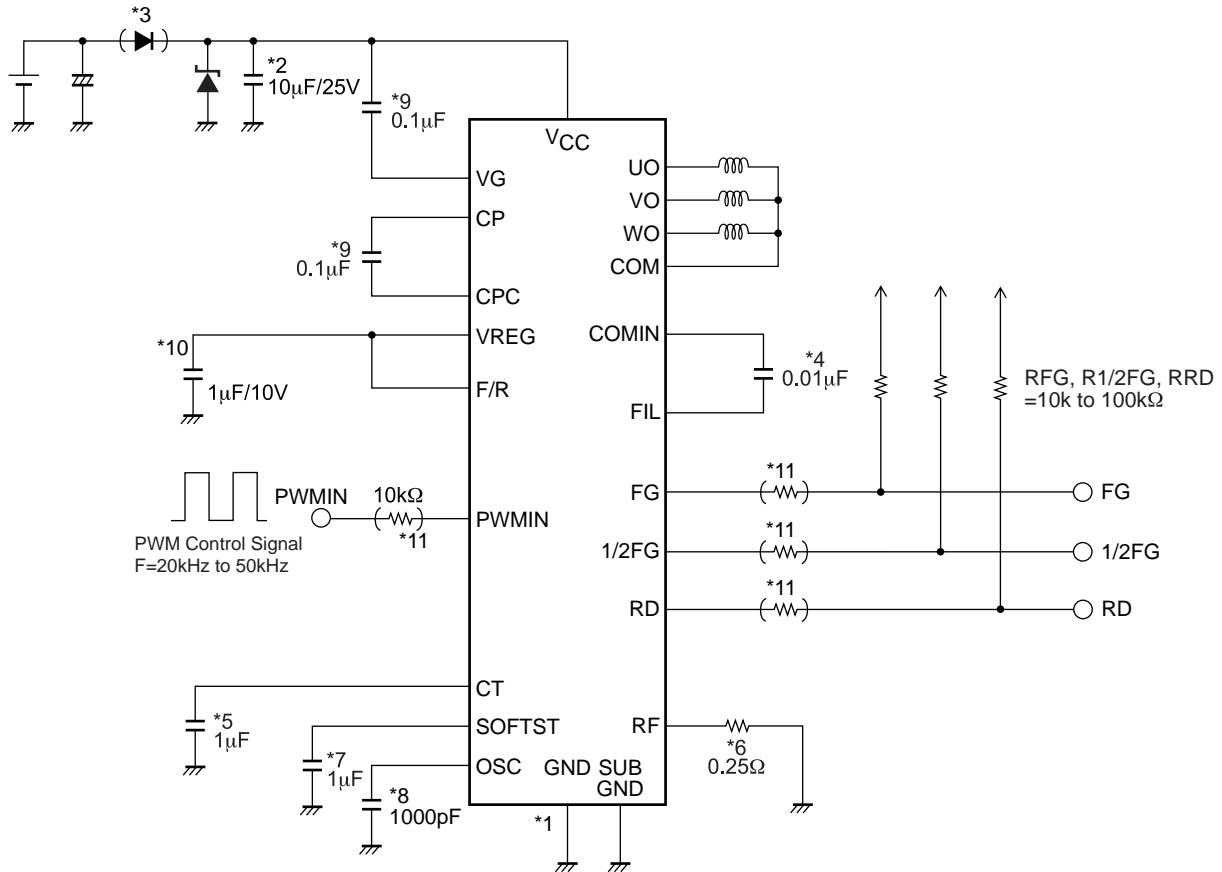 *3
*2
10μF/25V
*9
0.1μF
VCC
UO
VG
VO
CP
WO
*9
0.1μF
COM
CPC
VREG
COMIN
*10
*4
0.01μF
1μF/10V
F/R
FIL
RFG, R1/2FG, RRD
=10k to 100kΩ
PWMIN
10kΩ
*11
PWMIN
FG
*11
FG
PWM Control Signal
F=20kHz to 50kHz
1/2FG
*11
1/2FG
RD
*11
RD
CT
*5
1μF
SOFTST
RF
*7
1μF
*6
0.25Ω
OSC
GND SUB
GND
*8
1000pF
*1